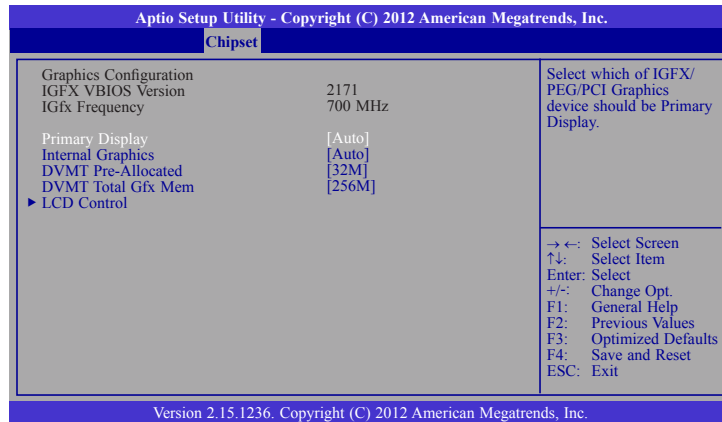 Aptio Setup Utility - Copyright (C) 2012 American Megatrends, Inc.
Chipset
Graphics Configuration
IGFX VBIOS Version 2171
IGfx Frequency 700 MHz
Primary Display [Auto]
Internal Graphics [Auto]
DVMT Pre-Allocated [32M]
DVMT Total Gfx Mem [256M]
▶ LCD Control
Select which of IGFX/
PEG/PCI Graphics
device should be Primary
Display.
→ ←: Select Screen
↑↓: Select Item
Enter: Select
+/-: Change Opt.
F1: General Help
F2: Previous Values
F3: Optimized Defaults
F4: Save and Reset
ESC: Exit
Version 2.15.1236. Copyright (C) 2012 American Megatrends, Inc.